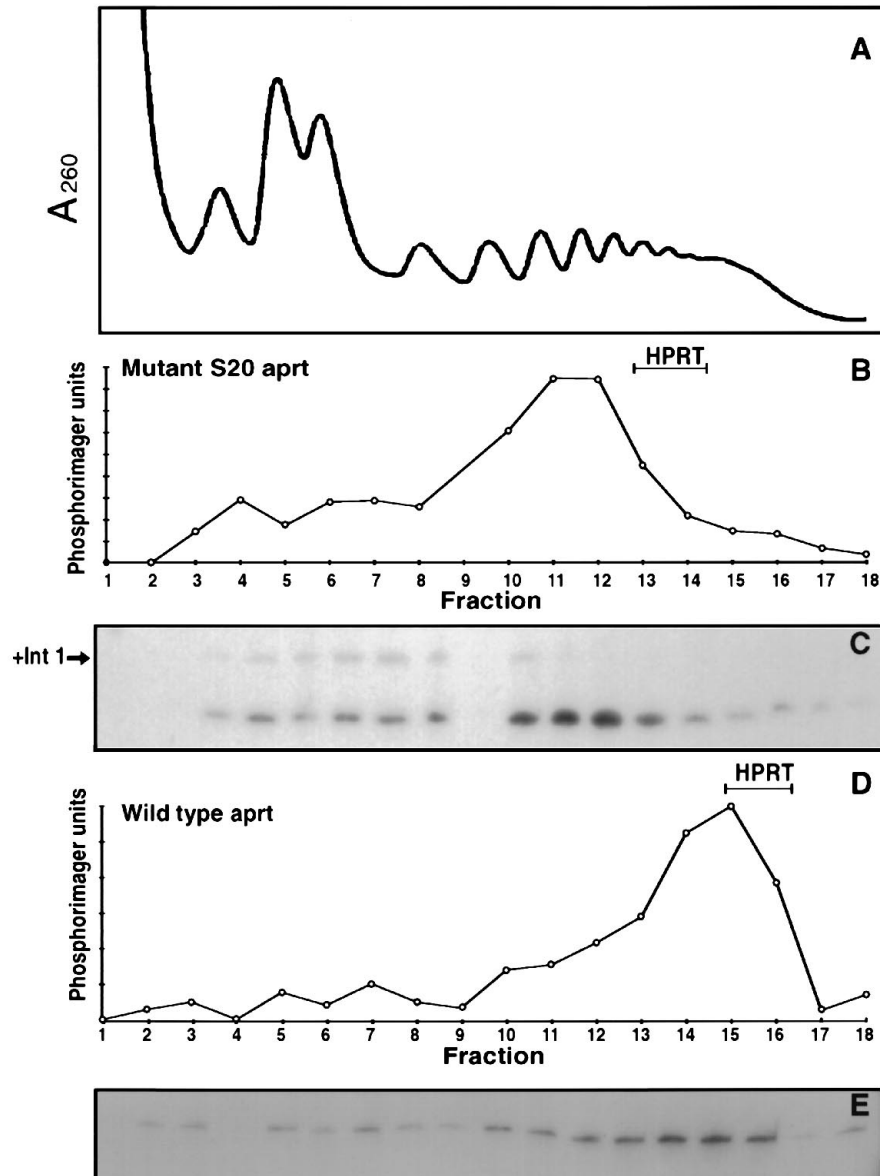 A
A260
HPRT
Mutant S20 aprt
B
Phosphorimager units
1 2 3 4 5 6 7 8 9 10 11 12 13 14 15 16 17 18
Fraction
+Int 1→
C
HPRT
Wild type aprt
D
Phosphorimager units
1 2 3 4 5 6 7 8 9 10 11 12 13 14 15 16 17 18
Fraction
E